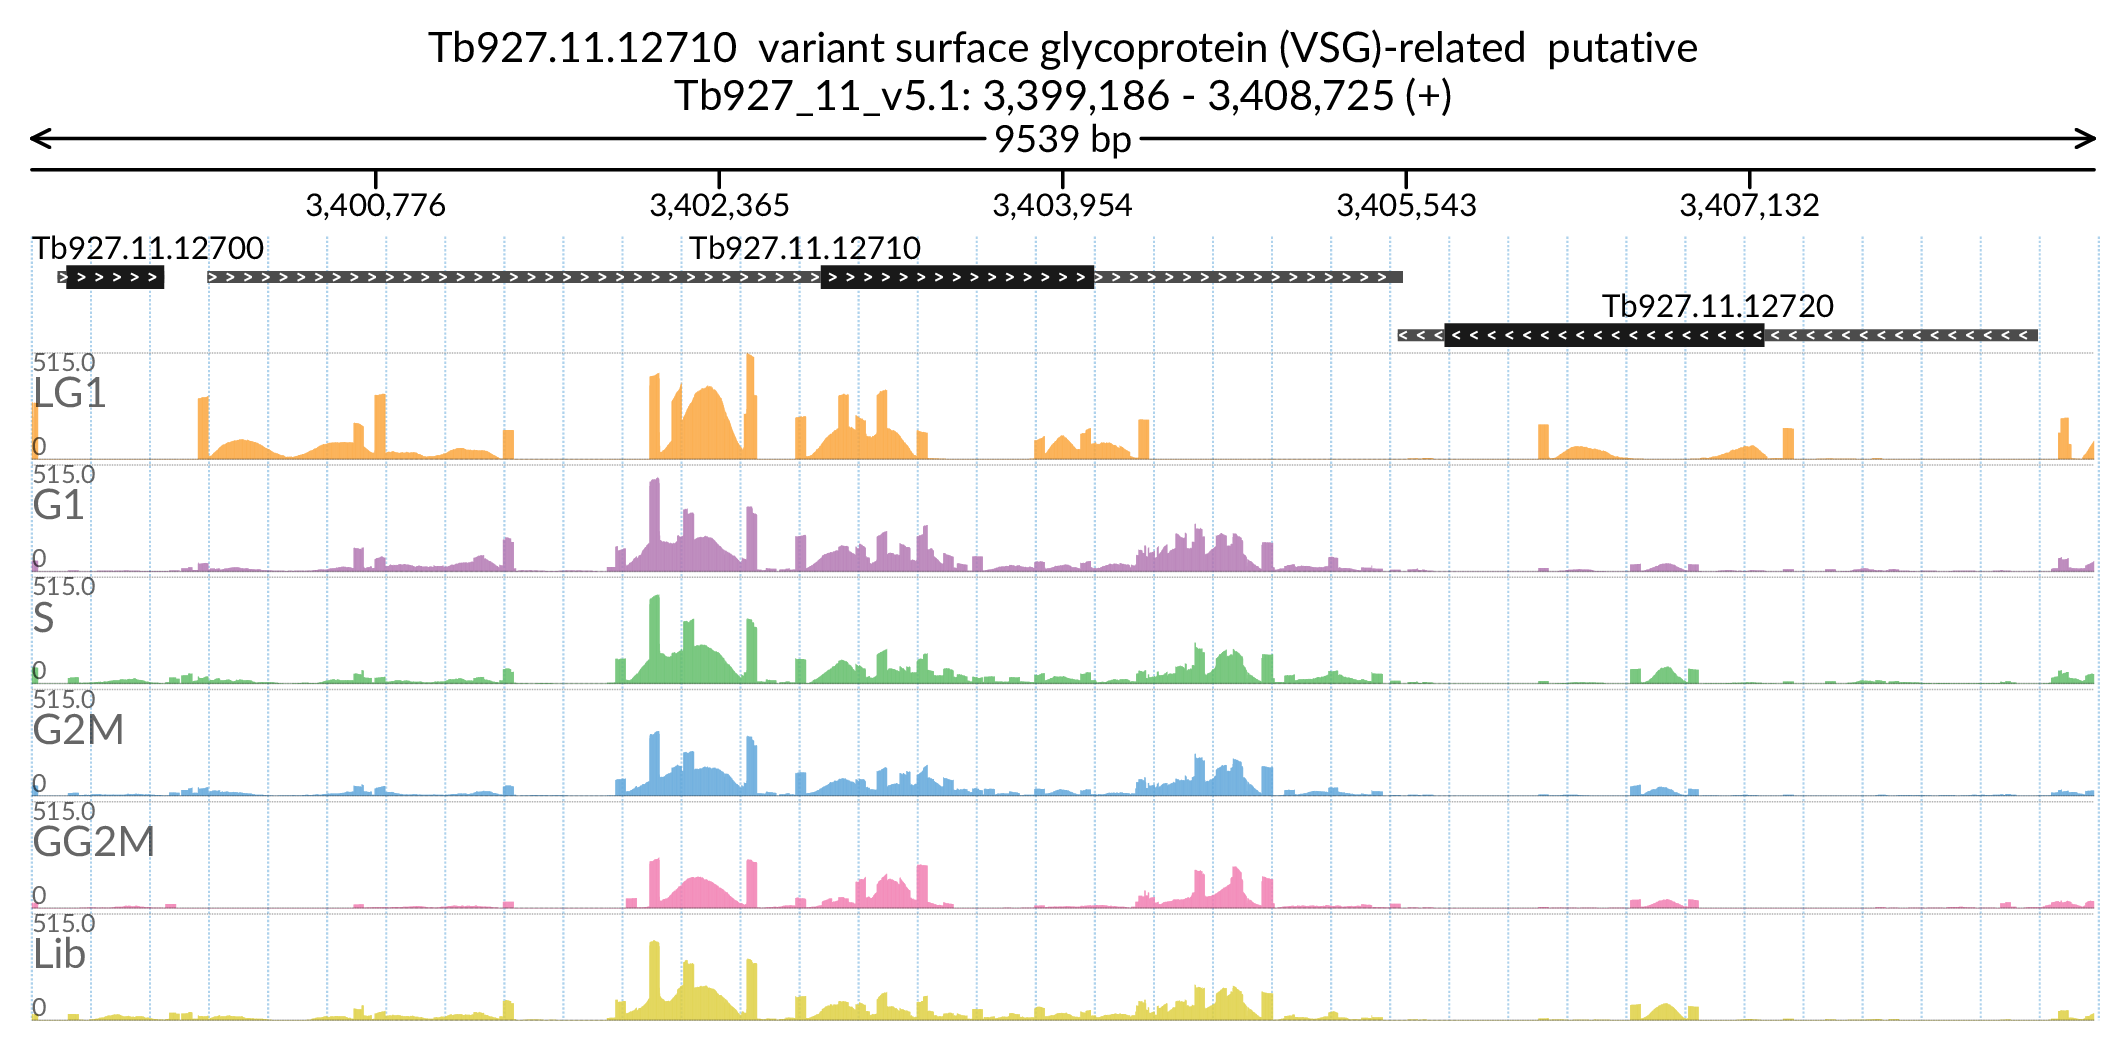 Tb927.11.12710 variant surface glycoprotein (VSG)-related putative
Tb927_11_v5.1: 3,399,186 - 3,408,725 (+)
9539 bp
3,400,776 3,402,365 3,403,954 3,405,543 3,407,132
Tb927.11.12700 Tb927.11.12710
Tb927.11.12720
515.0
LG1
0
515.0
G1
0
515.0
S
0
515.0
G2M
0
515.0
GG2M
0
515.0
Lib
0